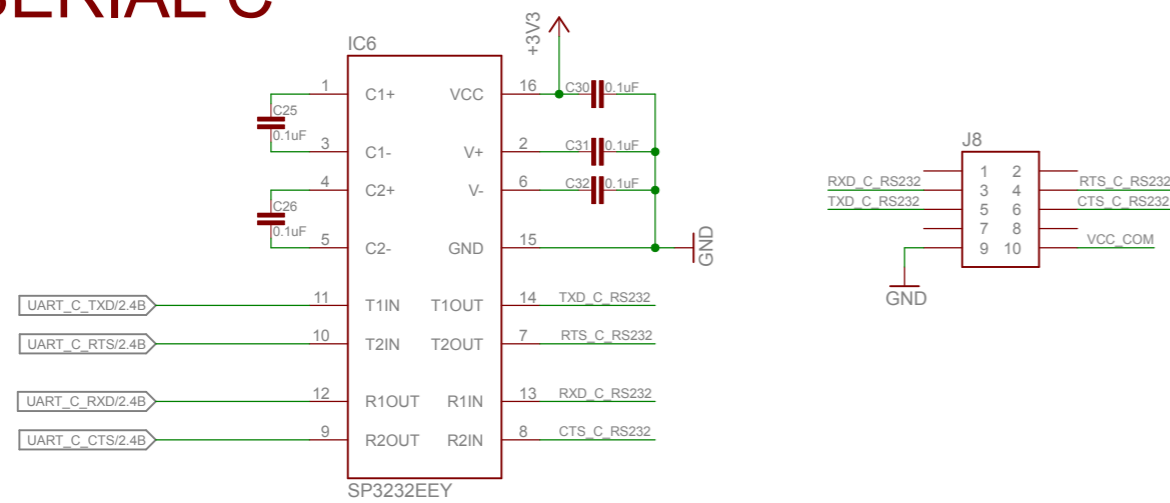 SERIAL C
IC6
+3V3
1 C1+ VCC 16 C30 0.1uF
C25
0.1uF
3 C1- V+ 2 C31 0.1uF
4 C2+ V- 6 C32 0.1uF
C26
0.1uF
5 C2- GND 15
GND
UART_C_TXD/2.4B 11 T1IN T1OUT 14 TXD_C_RS232
UART_C_RTS/2.4B 10 T2IN T2OUT 7 RTS_C_RS232
UART_C_RXD/2.4B 12 R1OUT R1IN 13 RXD_C_RS232
UART_C_CTS/2.4B 9 R2OUT R2IN 8 CTS_C_RS232
SP3232EEY
J8
1 2
RXD_C_RS232 3 4 RTS_C_RS232
TXD_C_RS232 5 6 CTS_C_RS232
7 8
9 10 VCC_COM
GND